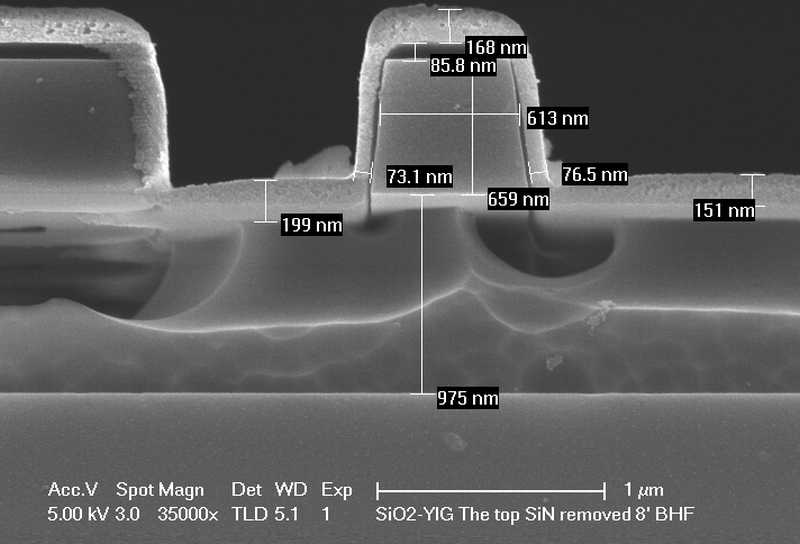 168 nm
85.8 nm
613 nm
73.1 nm
76.5 nm
659 nm
151 nm
199 nm
975 nm
Acc.V Spot Magn Det WD Exp 1 µm
5.00 kV 3.0 35000x TLD 5.1 1 SiO2-YIG The top SiN removed 8' BHF